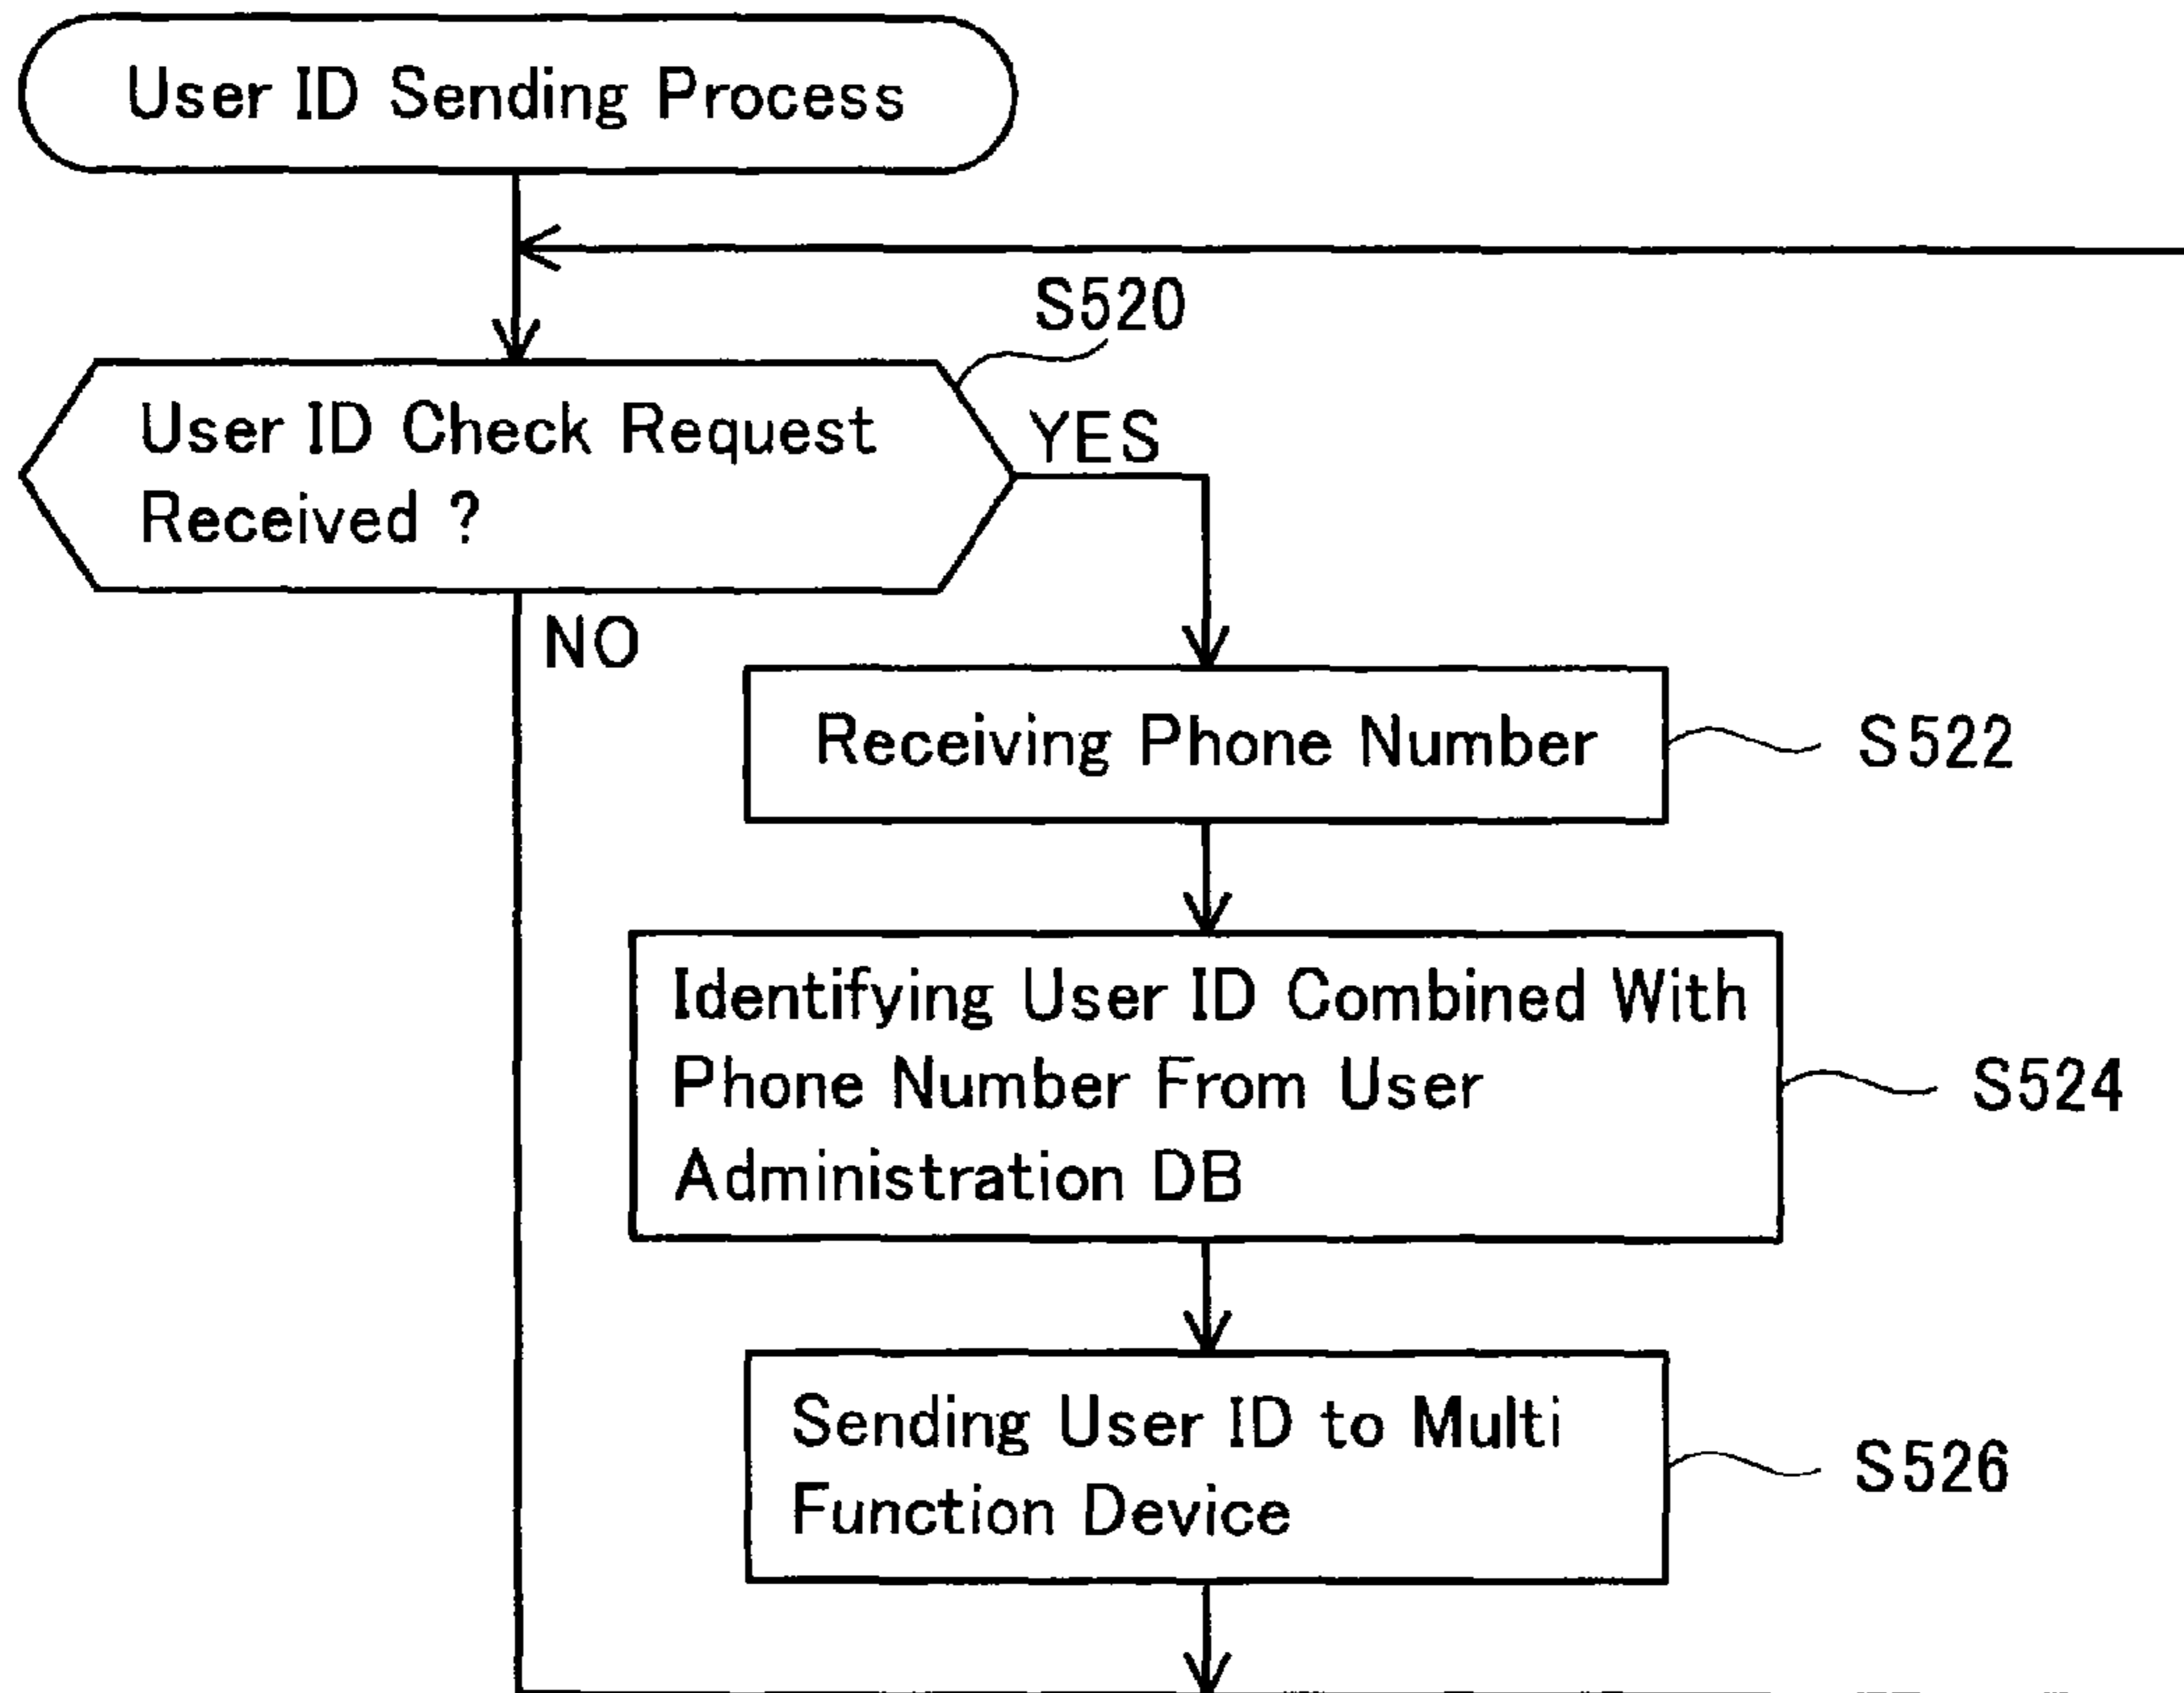 User ID Sending Process
S520
User ID Check Request
Received ?
YES
NO
Receiving Phone Number
S522
Identifying User ID Combined With
Phone Number From User
Administration DB
S524
Sending User ID to Multi
Function Device
S526